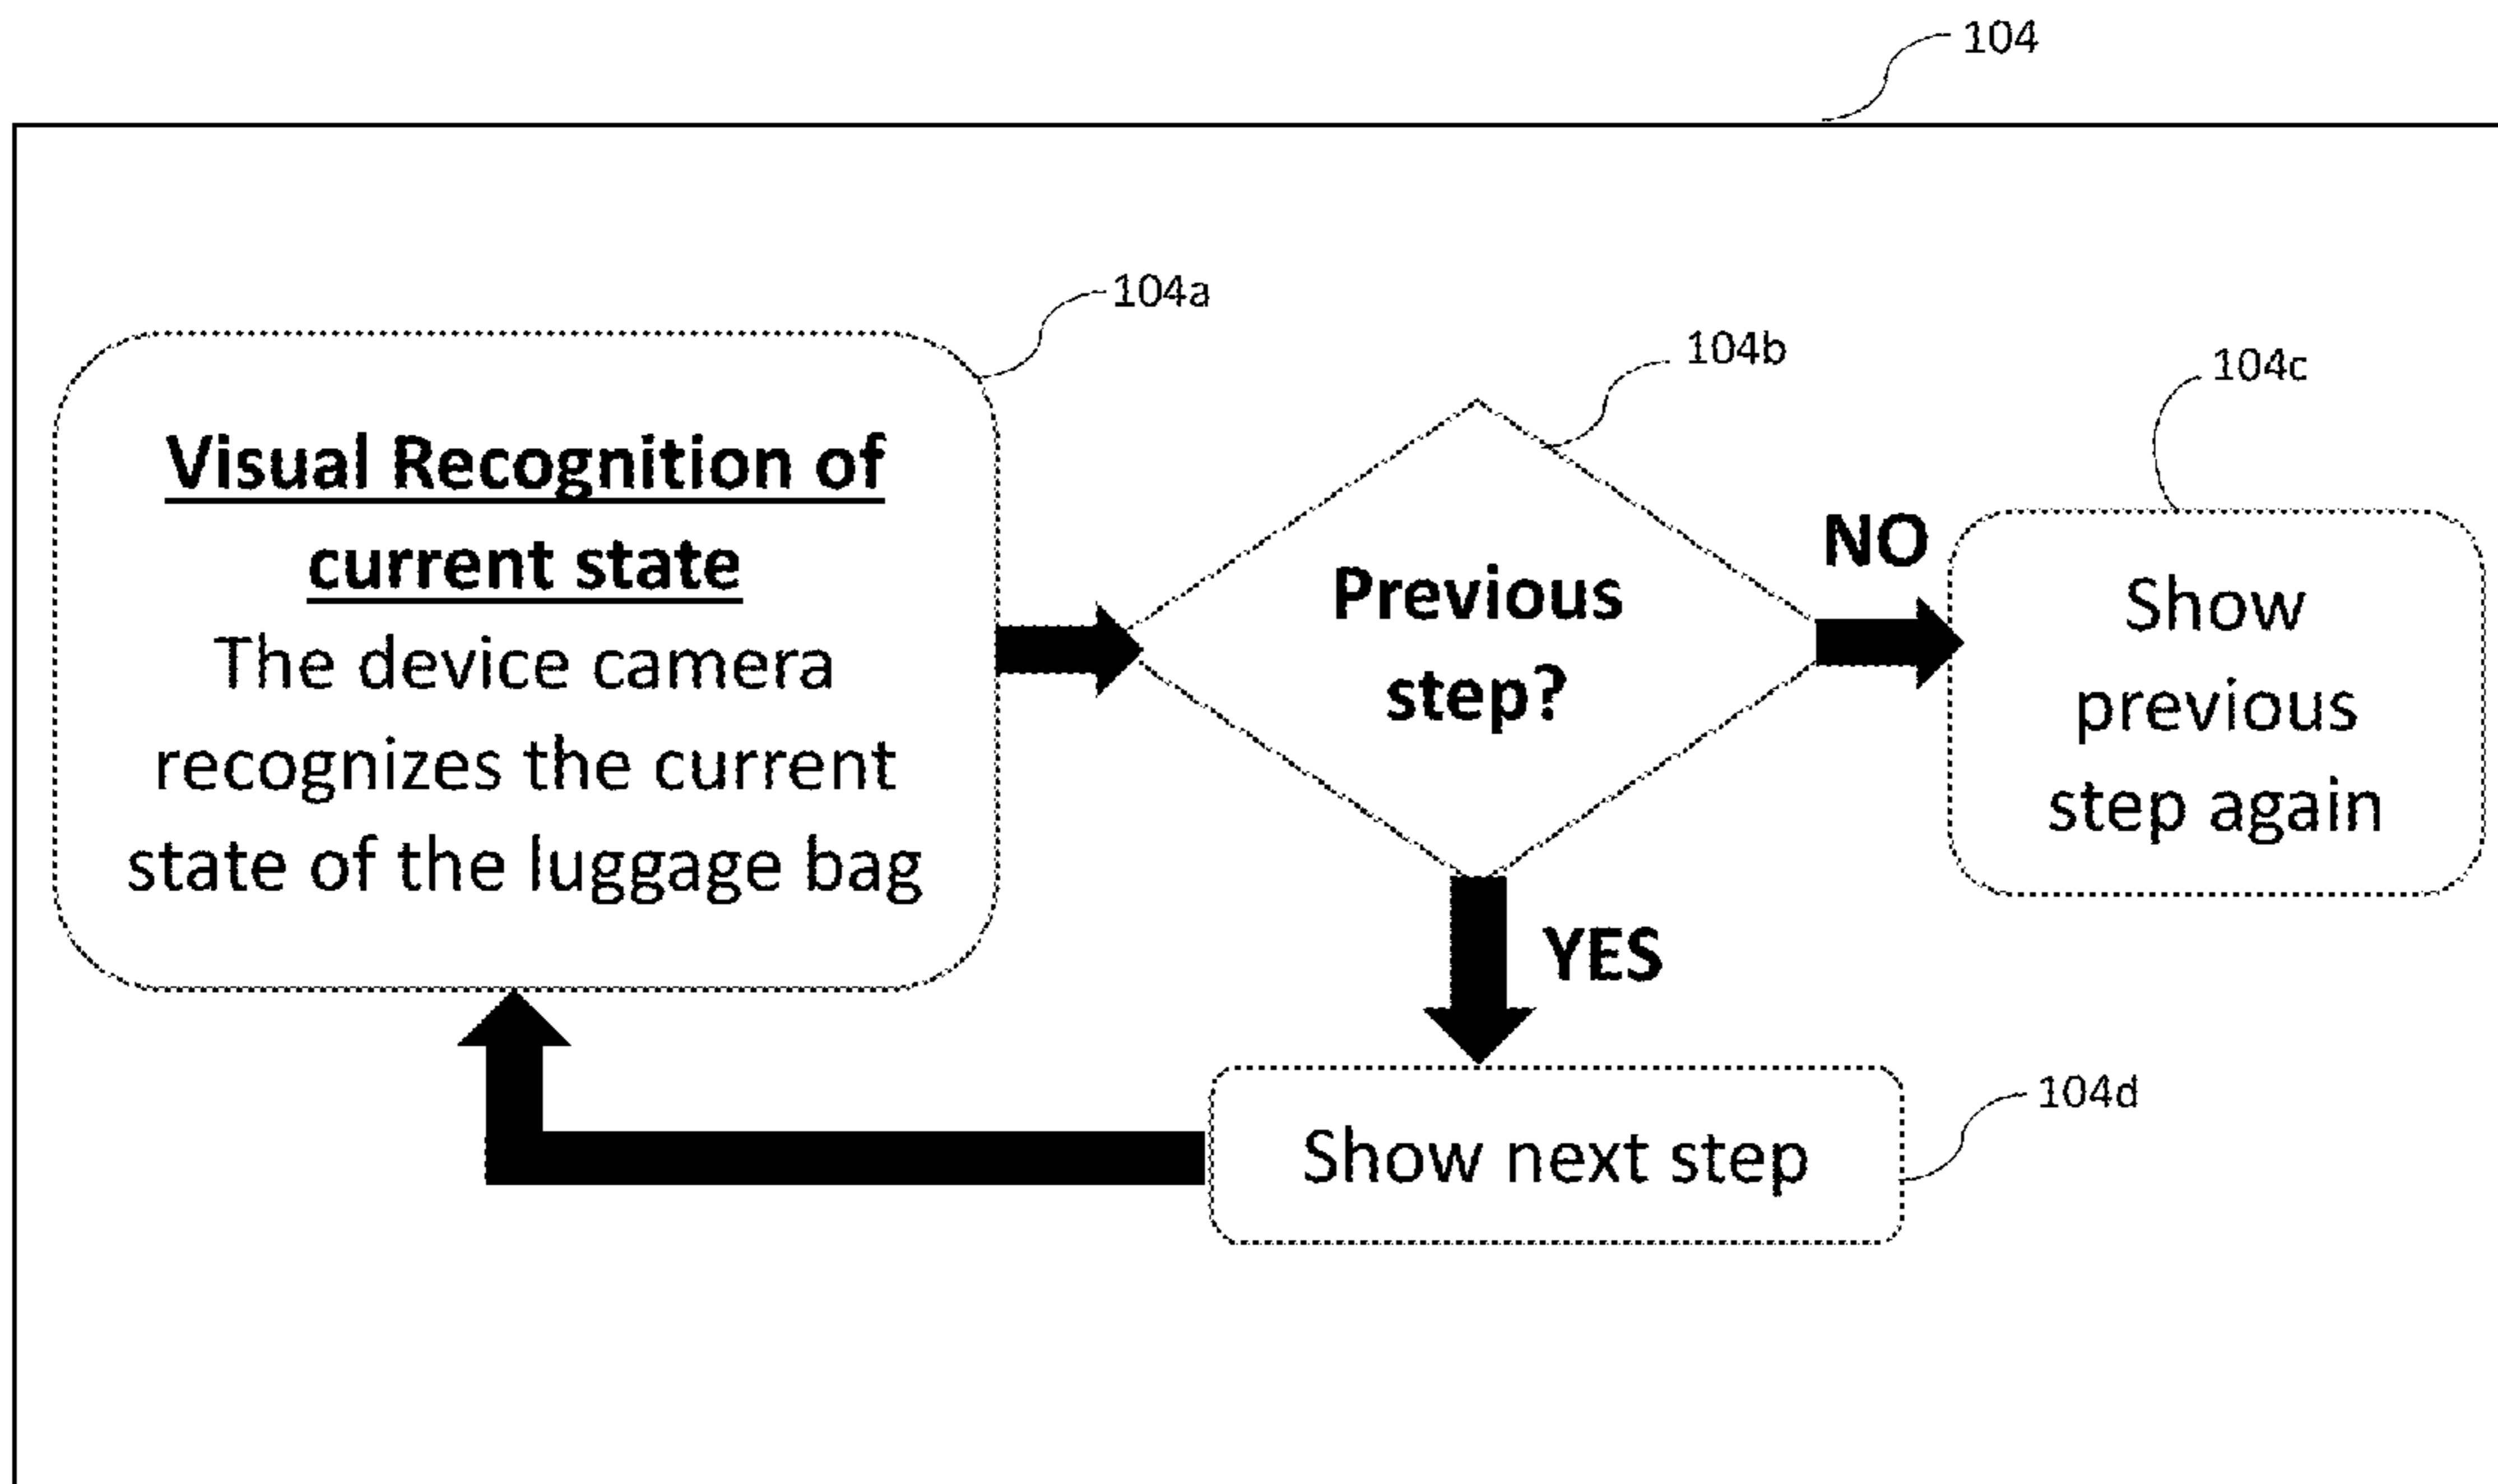 104
104a
Visual Recognition of
current state
The device camera
recognizes the current
state of the luggage bag
104b
Previous
step?
NO
104c
Show
previous
step again
YES
Show next step
104d